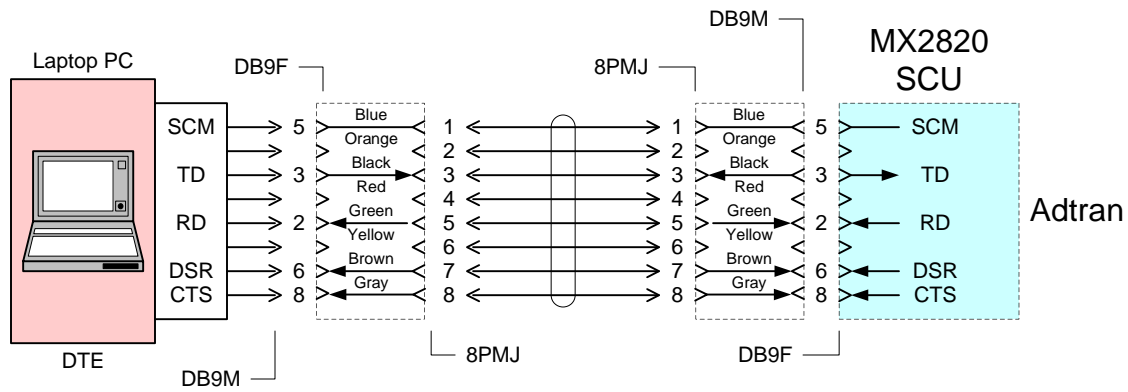 DB9M
MX2820
SCU
Laptop PC
DB9F
8PMJ
SCM 5 Blue 1 1 Blue 5 SCM
Orange 2 2 Orange
TD 3 Black 3 3 Black 3 TD
Red 4 4 Red
RD 2 Green 5 5 Green 2 RD
Adtran
Yellow 6 6 Yellow
DSR 6 Brown 7 7 Brown 6 DSR
CTS 8 Gray 8 8 Gray 8 CTS
DTE
DB9M
8PMJ
DB9F